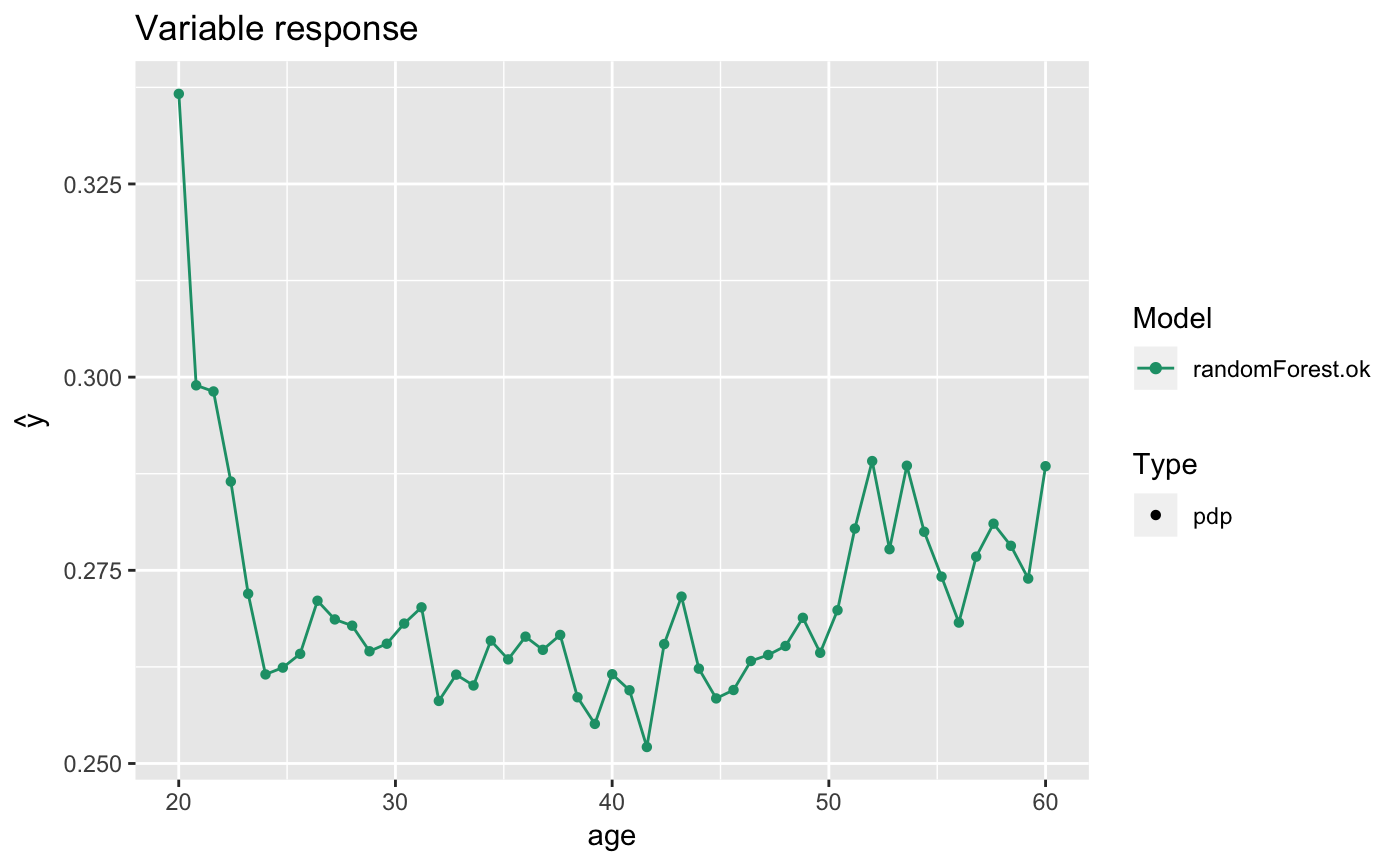 Variable response
0.325
0.300
0.275
0.250
ŷ
20 30 40 50 60
age
Model
randomForest.ok
Type
pdp